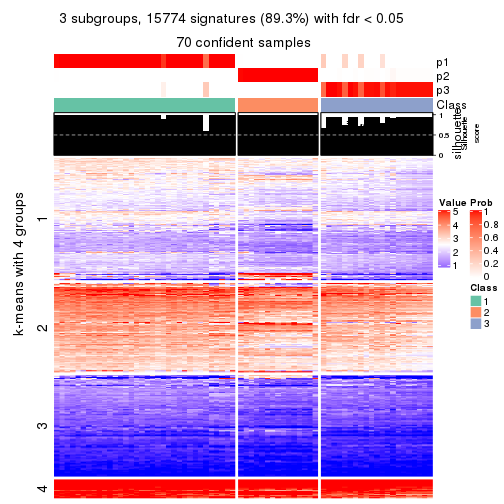 3 subgroups, 15774 signatures (89.3%) with fdr < 0.05
70 confident samples
p1
p2
p3
Class
1
0.5
0
silhouette
Silhouette
score
k-means with 4 groups
1
2
3
4
Value
5
4
3
2
1
Prob
1
0.8
0.6
0.4
0.2
0
Class
1
2
3